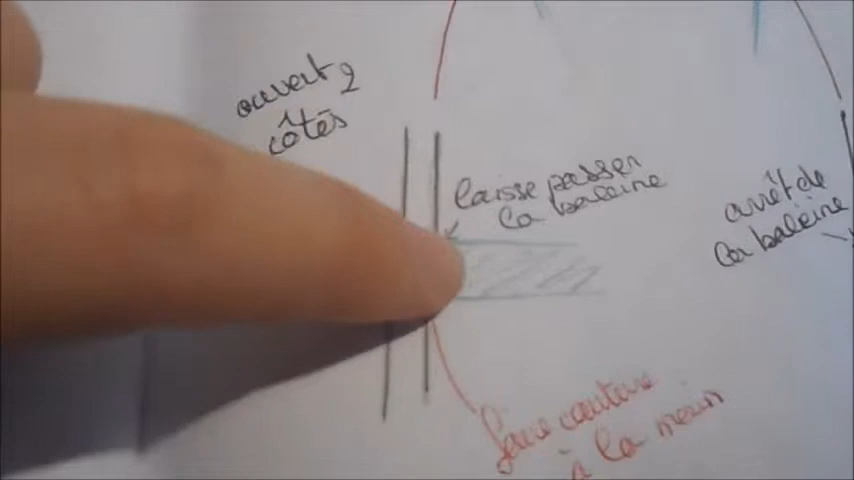 ouvert 2
côtés
laisse passer
la baleine
arrêt de
la baleine
faire couture
à la main